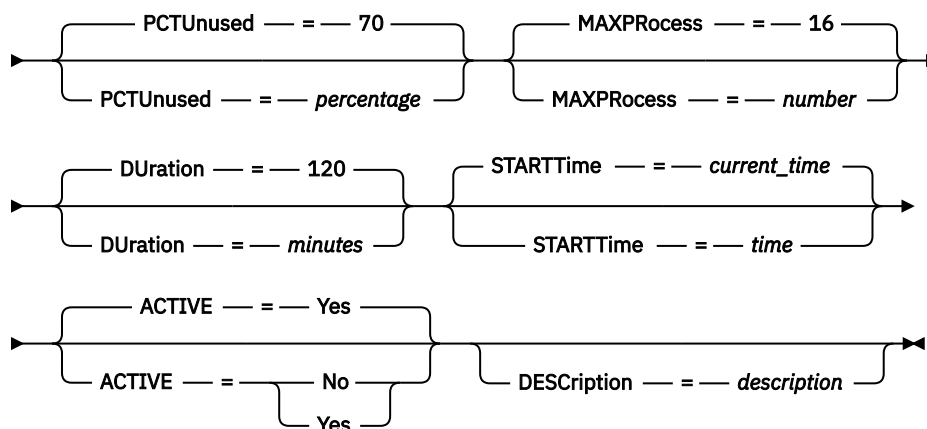 PCTUnused = 70 MAXPRocess = 16
PCTUnused = percentage MAXPRocess = number
DUration = 120 STARTTime = current_time
DUration = minutes STARTTime = time
ACTIVE = Yes
ACTIVE = No DESCription = description
Yes